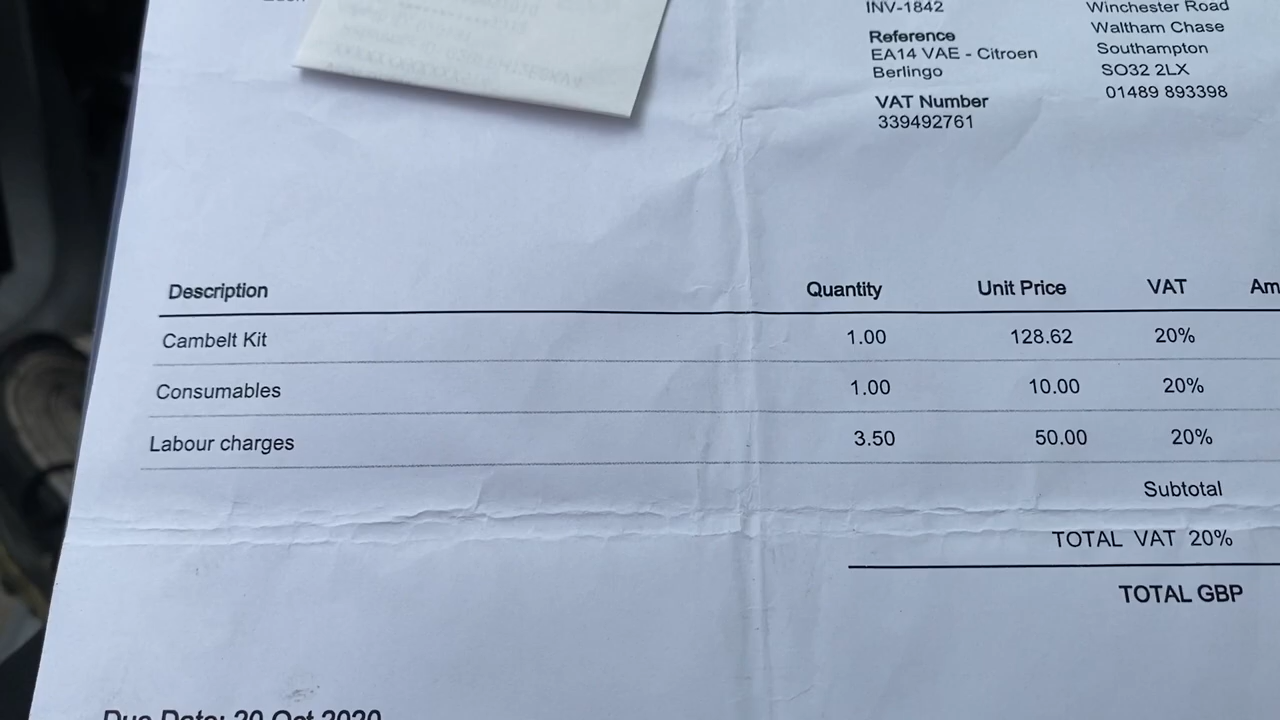 INV-1842
Reference
EA14 VAE - Citroen
Berlingo
VAT Number
339492761
Winchester Road
Waltham Chase
Southampton
SO32 2LX
01489 893398
Description Quantity Unit Price VAT Am
Cambelt Kit 1.00 128.62 20%
Consumables 1.00 10.00 20%
Labour charges 3.50 50.00 20%
Subtotal
TOTAL VAT 20%
TOTAL GBP
Due Date: 20 Oct 2020